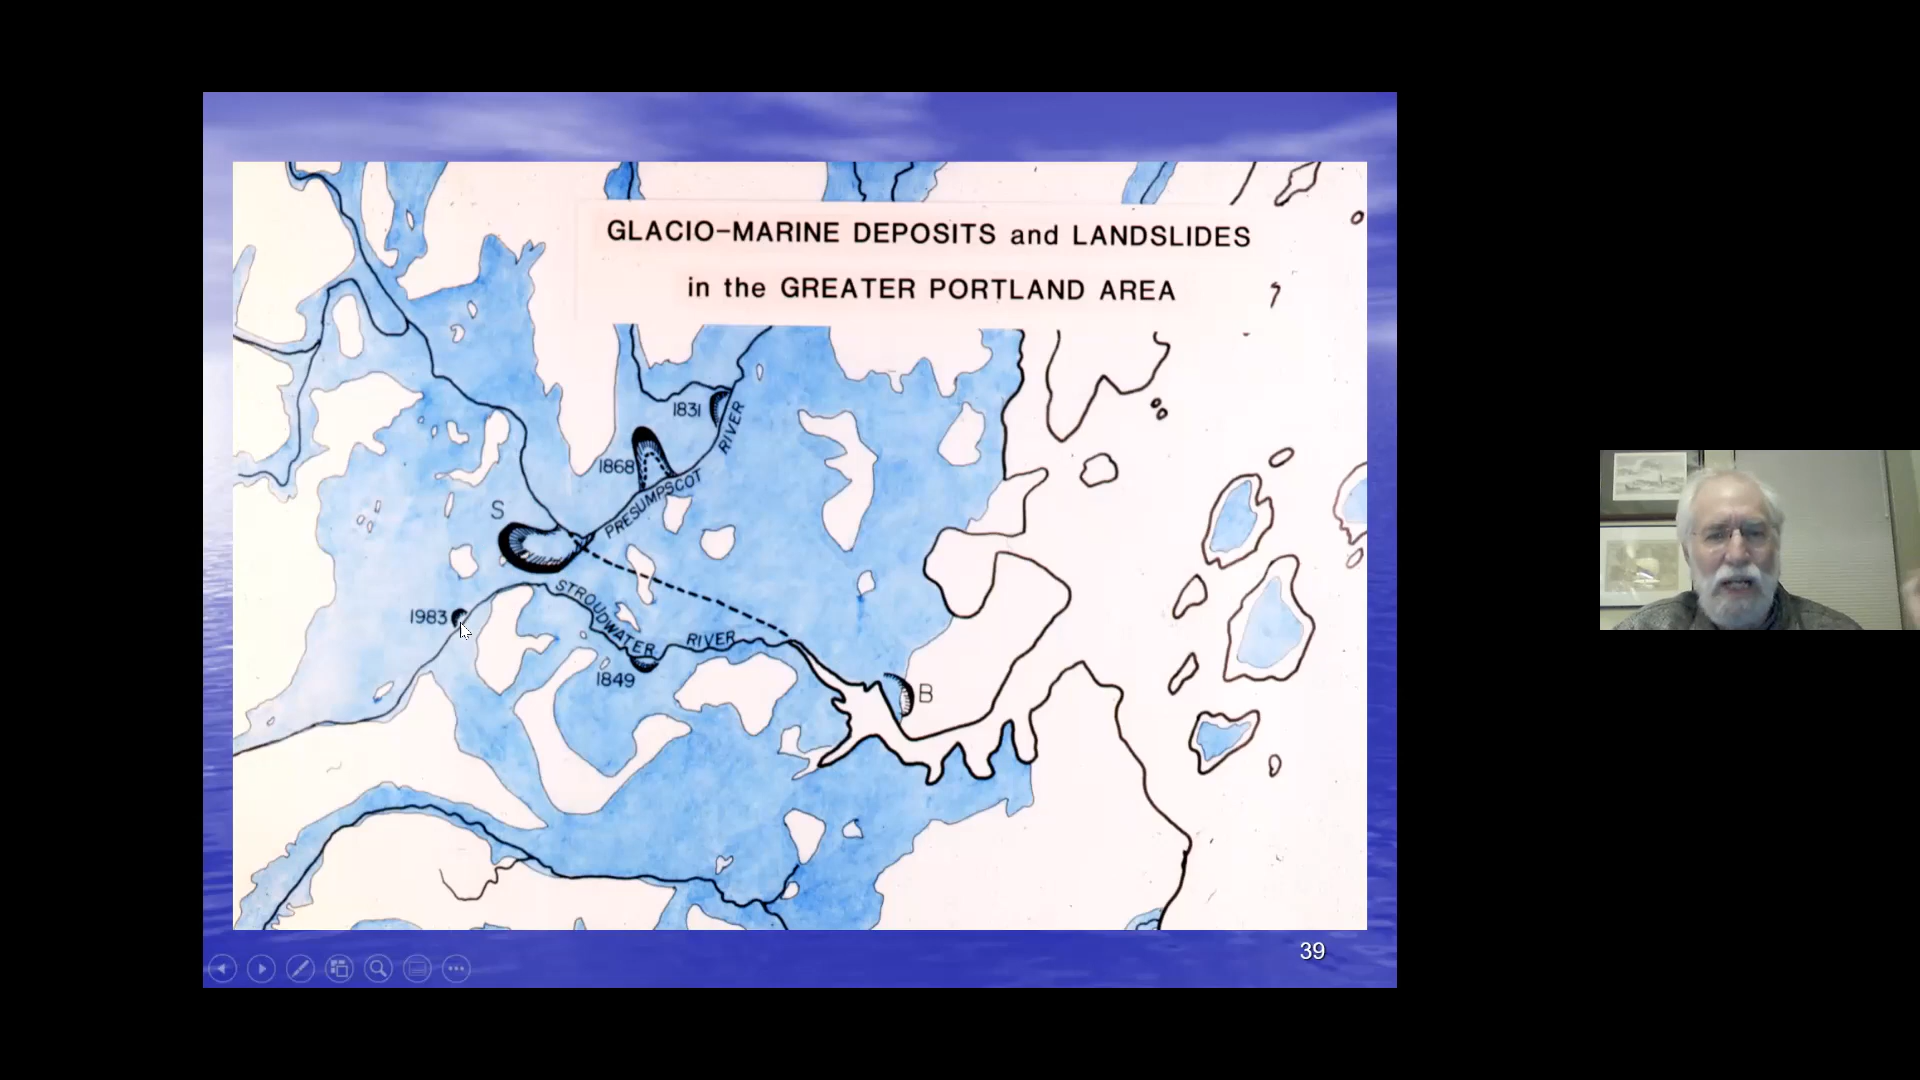 GLACIO-MARINE DEPOSITS and LANDSLIDES
in the GREATER PORTLAND AREA
1831
RIVER
1868
PRESUMPSCOT
S
STROUDWATER
RIVER
1983
1849
B
39